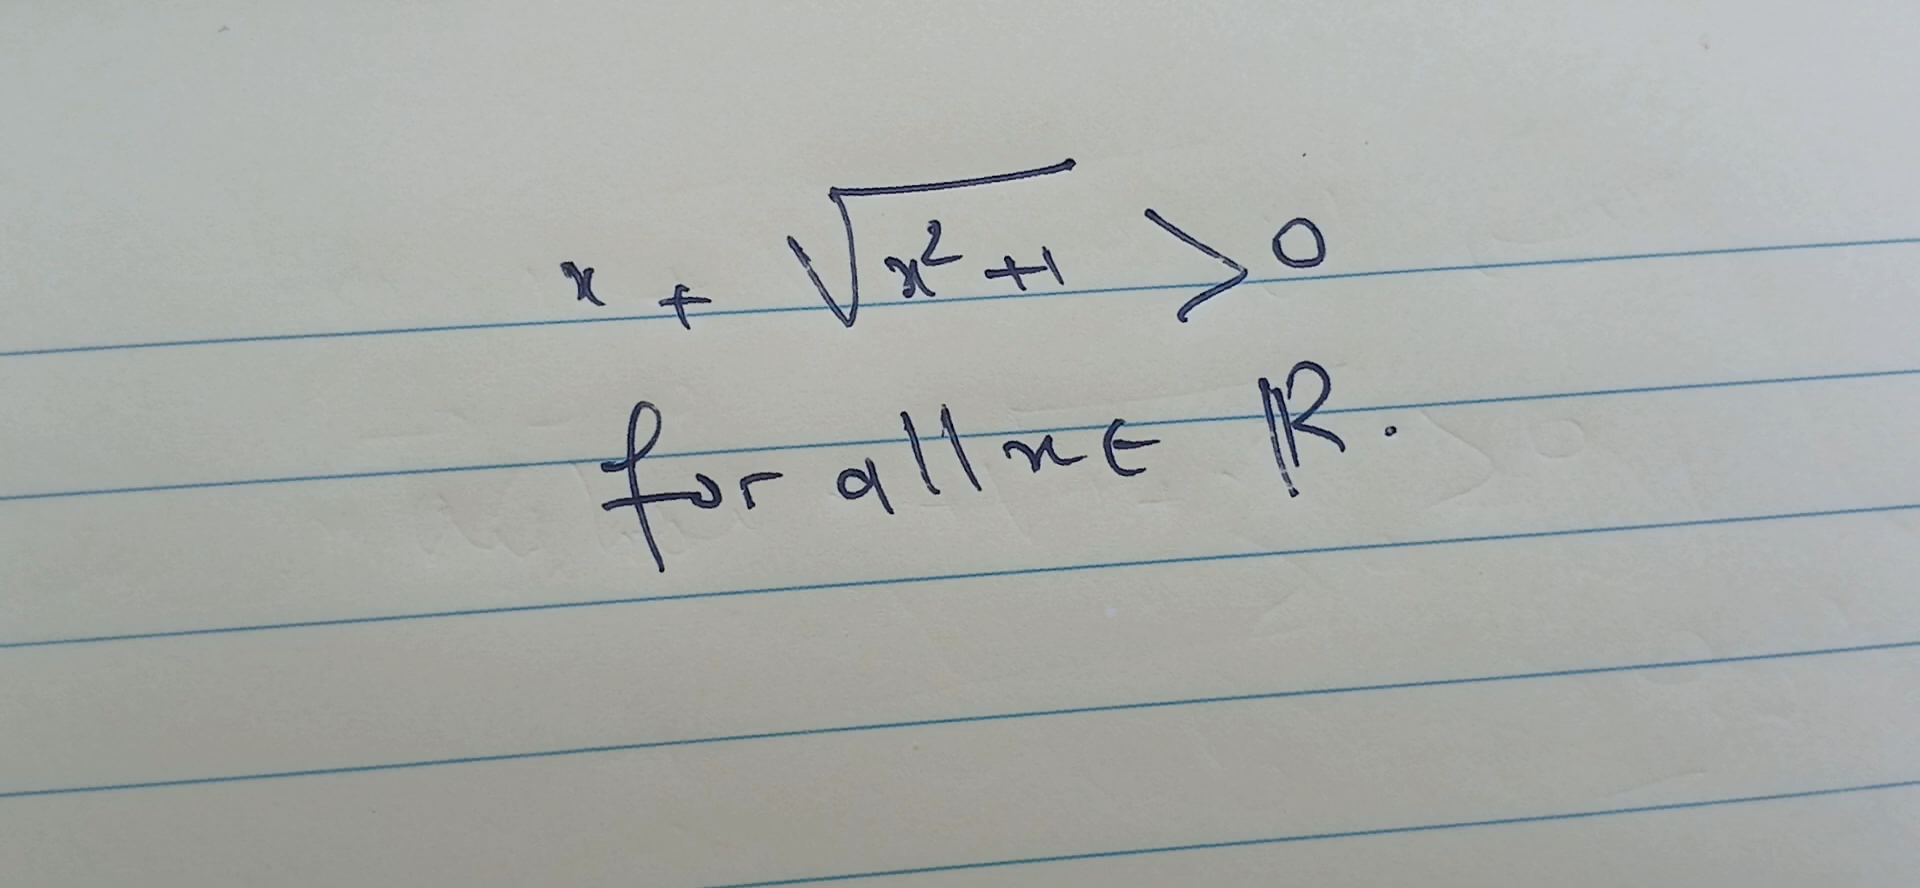 x + √(x² + 1) > 0
for all x ∈ ℝ.